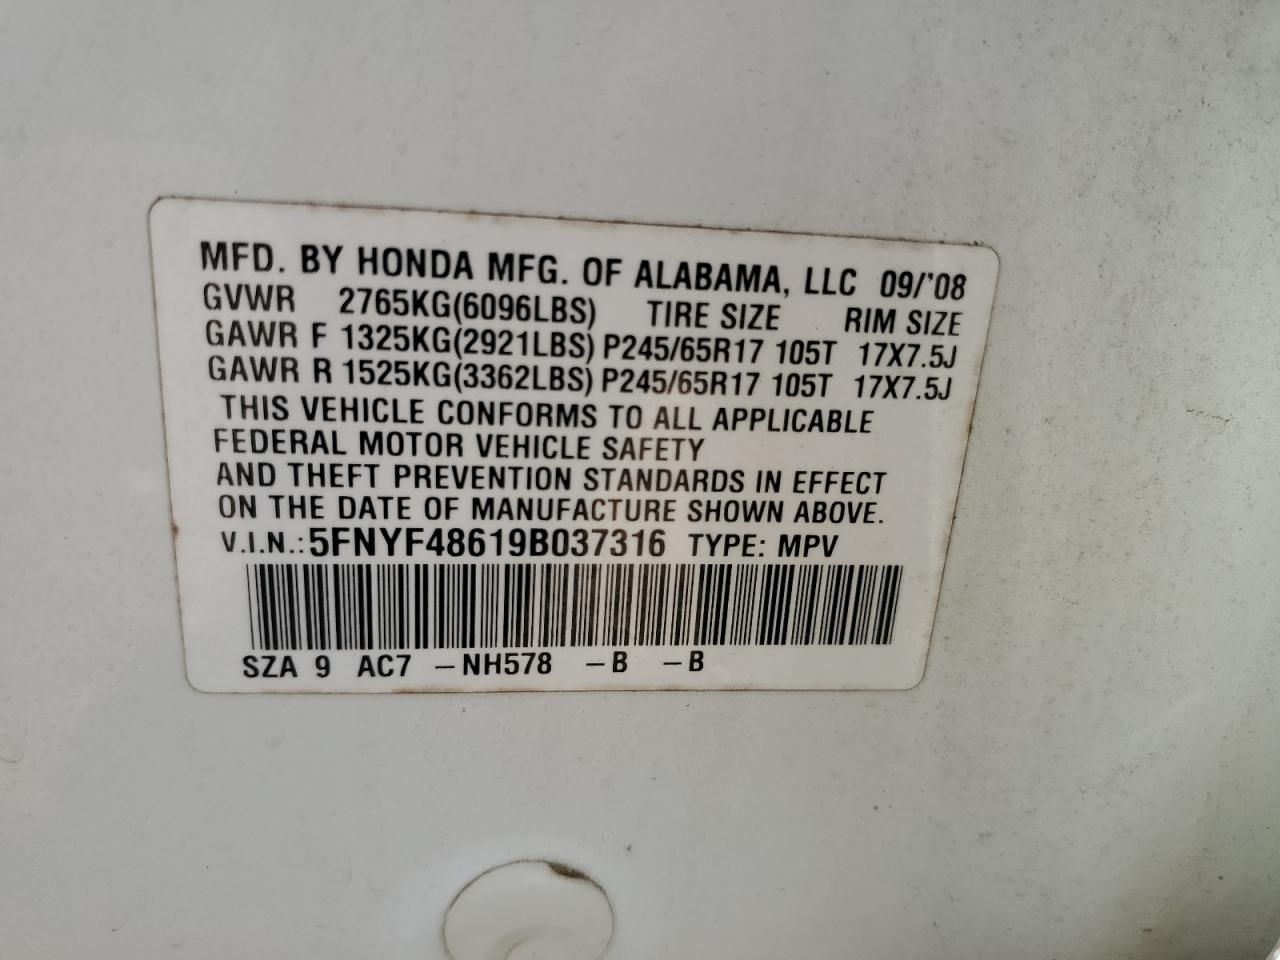 MFD. BY HONDA MFG. OF ALABAMA, LLC 09/'08
GVWR 2765KG(6096LBS) TIRE SIZE RIM SIZE
GAWR F 1325KG(2921LBS) P245/65R17 105T 17X7.5J
GAWR R 1525KG(3362LBS) P245/65R17 105T 17X7.5J
THIS VEHICLE CONFORMS TO ALL APPLICABLE
FEDERAL MOTOR VEHICLE SAFETY
AND THEFT PREVENTION STANDARDS IN EFFECT
ON THE DATE OF MANUFACTURE SHOWN ABOVE.
V.I.N.: 5FNYF48619B037316 TYPE: MPV
SZA 9 AC7 –NH578 –B –B